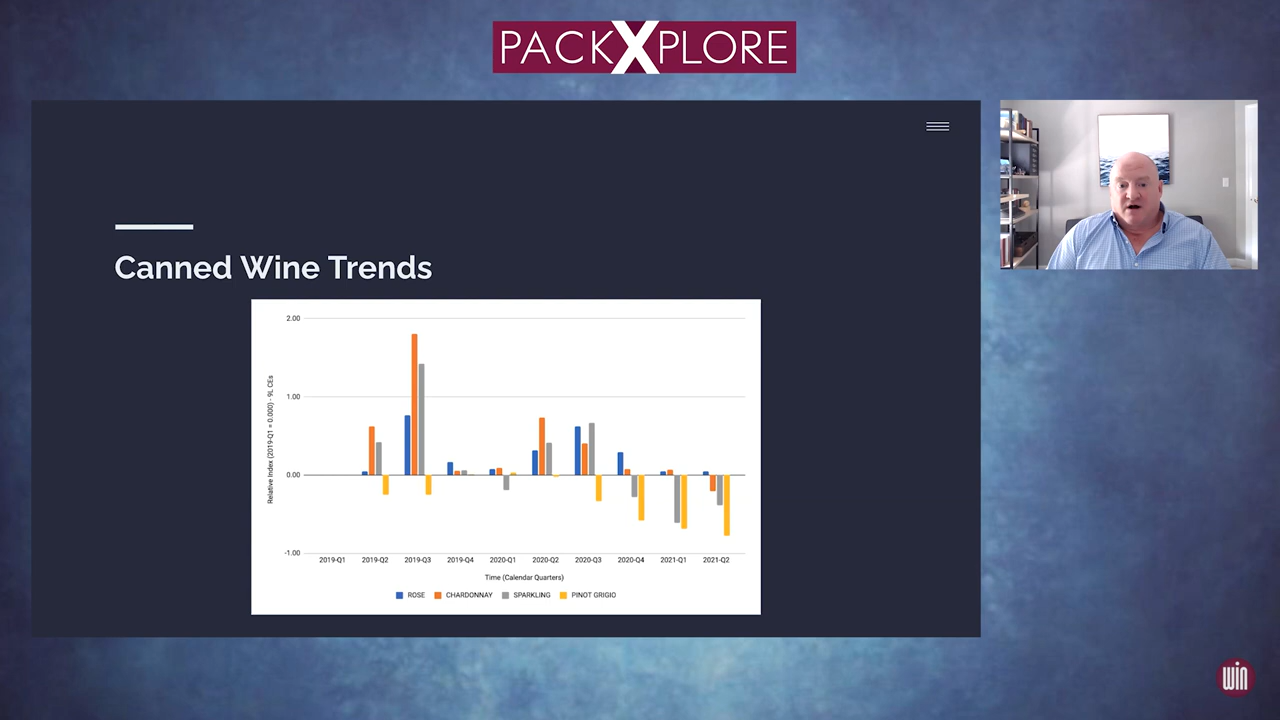 PACKXPLORE
Canned Wine Trends
Relative Index (2019-Q1 = 0.000) - 9L CEs
2.00
1.00
0.00
-1.00
2019-Q1 2019-Q2 2019-Q3 2019-Q4 2020-Q1 2020-Q2 2020-Q3 2020-Q4 2021-Q1 2021-Q2
Time (Calendar Quarters)
ROSE CHARDONNAY SPARKLING PINOT GRIGIO
win